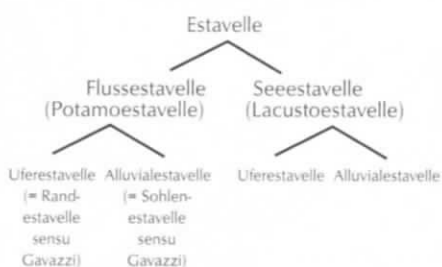 Estavelle
Flussestavelle Seeestavelle
(Potamoestavelle) (Lacustoestavelle)
Uferestavelle Alluvialestavelle Uferestavelle Alluvialestavelle
(= Rand- (= Sohlen-
estavelle estavelle
sensu sensu
Gavazzi) Gavazzi)